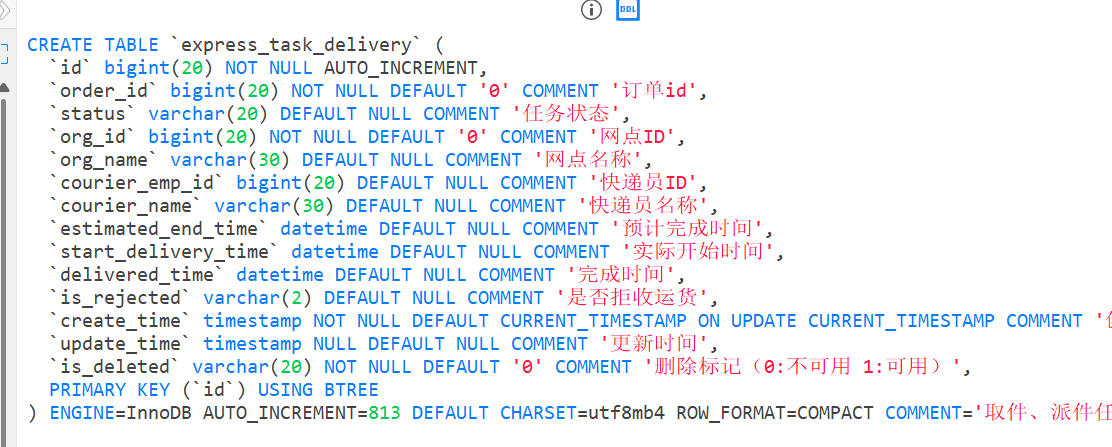 DDL
CREATE TABLE `express_task_delivery` (
`id` bigint(20) NOT NULL AUTO_INCREMENT,
`order_id` bigint(20) NOT NULL DEFAULT '0' COMMENT '订单id',
`status` varchar(20) DEFAULT NULL COMMENT '任务状态',
`org_id` bigint(20) NOT NULL DEFAULT '0' COMMENT '网点ID',
`org_name` varchar(30) DEFAULT NULL COMMENT '网点名称',
`courier_emp_id` bigint(20) DEFAULT NULL COMMENT '快递员ID',
`courier_name` varchar(30) DEFAULT NULL COMMENT '快递员名称',
`estimated_end_time` datetime DEFAULT NULL COMMENT '预计完成时间',
`start_delivery_time` datetime DEFAULT NULL COMMENT '实际开始时间',
`delivered_time` datetime DEFAULT NULL COMMENT '完成时间',
`is_rejected` varchar(2) DEFAULT NULL COMMENT '是否拒收运货',
`create_time` timestamp NOT NULL DEFAULT CURRENT_TIMESTAMP ON UPDATE CURRENT_TIMESTAMP COMMENT '
`update_time` timestamp NULL DEFAULT NULL COMMENT '更新时间',
`is_deleted` varchar(20) NOT NULL DEFAULT '0' COMMENT '删除标记（0:不可用 1:可用）',
PRIMARY KEY (`id`) USING BTREE
) ENGINE=InnoDB AUTO_INCREMENT=813 DEFAULT CHARSET=utf8mb4 ROW_FORMAT=COMPACT COMMENT='取件、派件任